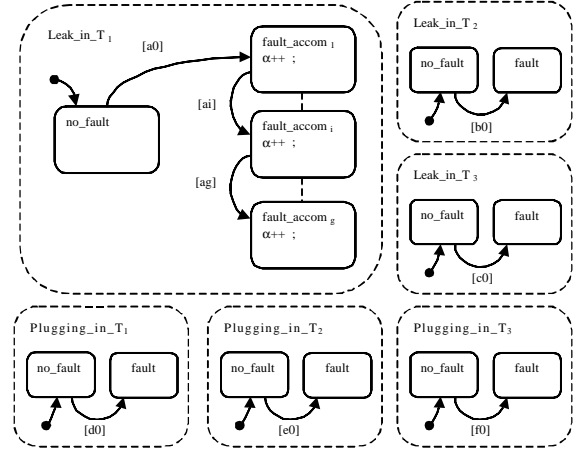 Leak_in_T 1
[a0]
no_fault
fault_accom 1
α++ ;
[ai]
fault_accom i
α++ ;
[ag]
fault_accom g
α++ ;
Leak_in_T 2
no_fault
fault
[b0]
Leak_in_T 3
no_fault
fault
[c0]
Plugging_in_T1
no_fault
fault
[d0]
Plugging_in_T2
no_fault
fault
[e0]
Plugging_in_T3
no_fault
fault
[f0]